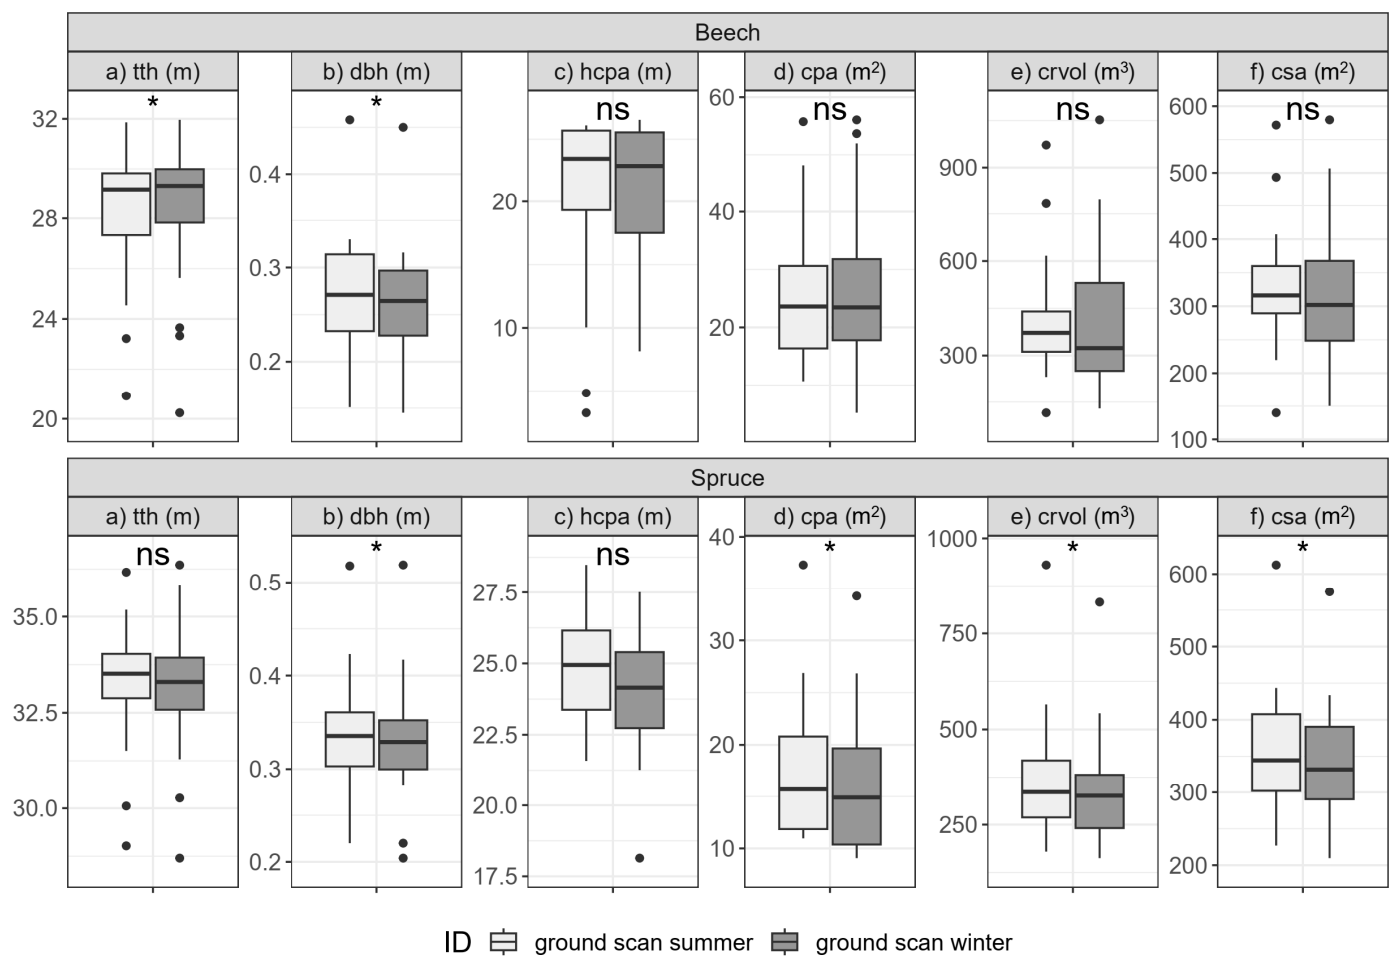 Beech
a) tth (m) b) dbh (m) c) hcpa (m) d) cpa (m²) e) crvol (m³) f) csa (m²)
* * ns ns ns ns
32 28 24 20
0.4 0.3 0.2
20 10
60 40 20
900 600 300
600 500 400 300 200 100
Spruce
a) tth (m) b) dbh (m) c) hcpa (m) d) cpa (m²) e) crvol (m³) f) csa (m²)
ns * ns * * *
35.0 32.5 30.0
0.5 0.4 0.3 0.2
27.5 25.0 22.5 20.0 17.5
40 30 20 10
1000 750 500 250
600 500 400 300 200
ID ground scan summer ground scan winter